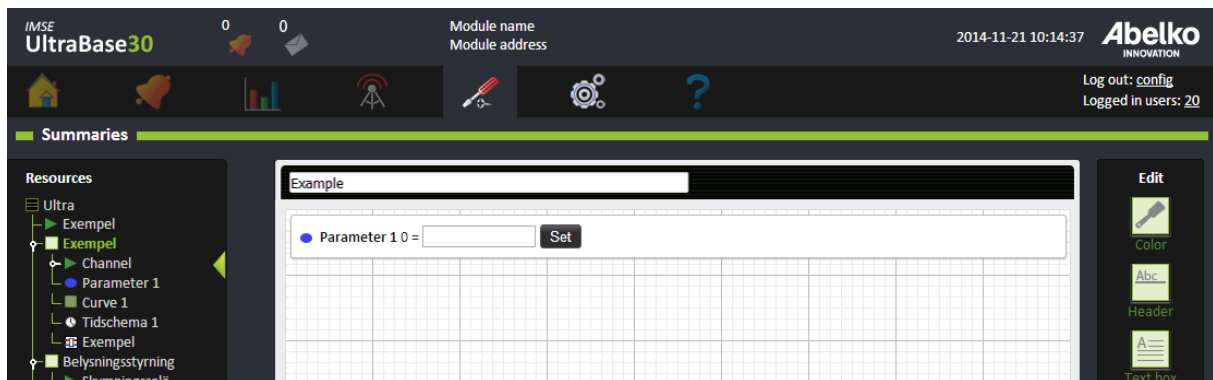 IMSE
UltraBase30
0
0
Module name
Module address
2014-11-21 10:14:37
Abelko
INNOVATION
?
Log out: config
Logged in users: 20
Summaries
Resources
Ultra
Exempel
Exempel
Channel
Parameter 1
Curve 1
Tidschema 1
Exempel
Belysningsstyrning
Skymningsrelä
Example
Parameter 1 0 =
Set
Edit
Color
Abc
Header
A
Text box